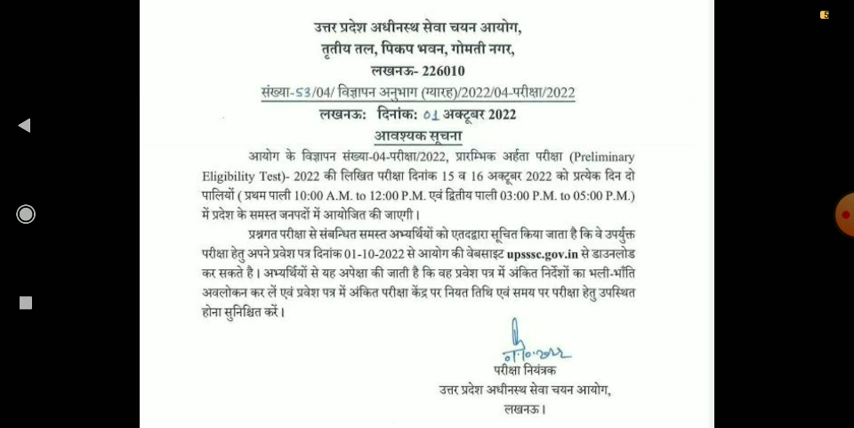 उत्तर प्रदेश अधीनस्थ सेवा चयन आयोग,
तृतीय तल, पिकप भवन, गोमती नगर,
लखनऊ- 226010
संख्या-53/04/ विज्ञापन अनुभाग (ग्यारह)/2022/04-परीक्षा/2022
लखनऊ: दिनांक: 01 अक्टूबर 2022
आवश्यक सूचना
आयोग के विज्ञापन संख्या-04-परीक्षा/2022, प्रारम्भिक अर्हता परीक्षा (Preliminary
Eligibility Test)- 2022 की लिखित परीक्षा दिनांक 15 व 16 अक्टूबर 2022 को प्रत्येक दिन दो
पालियों ( प्रथम पाली 10:00 A.M. to 12:00 P.M. एवं द्वितीय पाली 03:00 P.M. to 05:00 P.M.)
में प्रदेश के समस्त जनपदों में आयोजित की जाएगी।
प्रश्नगत परीक्षा से संबन्धित समस्त अभ्यर्थियों को एतदद्वारा सूचित किया जाता है कि वे उपर्युक्त
परीक्षा हेतु अपने प्रवेश पत्र दिनांक 01-10-2022 से आयोग की वेबसाइट upsssc.gov.in से डाउनलोड
कर सकते है। अभ्यर्थियों से यह अपेक्षा की जाती है कि वह प्रवेश पत्र में अंकित निर्देशों का भली-भाँति
अवलोकन कर लें एवं प्रवेश पत्र में अंकित परीक्षा केंद्र पर नियत तिथि एवं समय पर परीक्षा हेतु उपस्थित
होना सुनिश्चित करें।
परीक्षा नियंत्रक
उत्तर प्रदेश अधीनस्थ सेवा चयन आयोग,
लखनऊ।